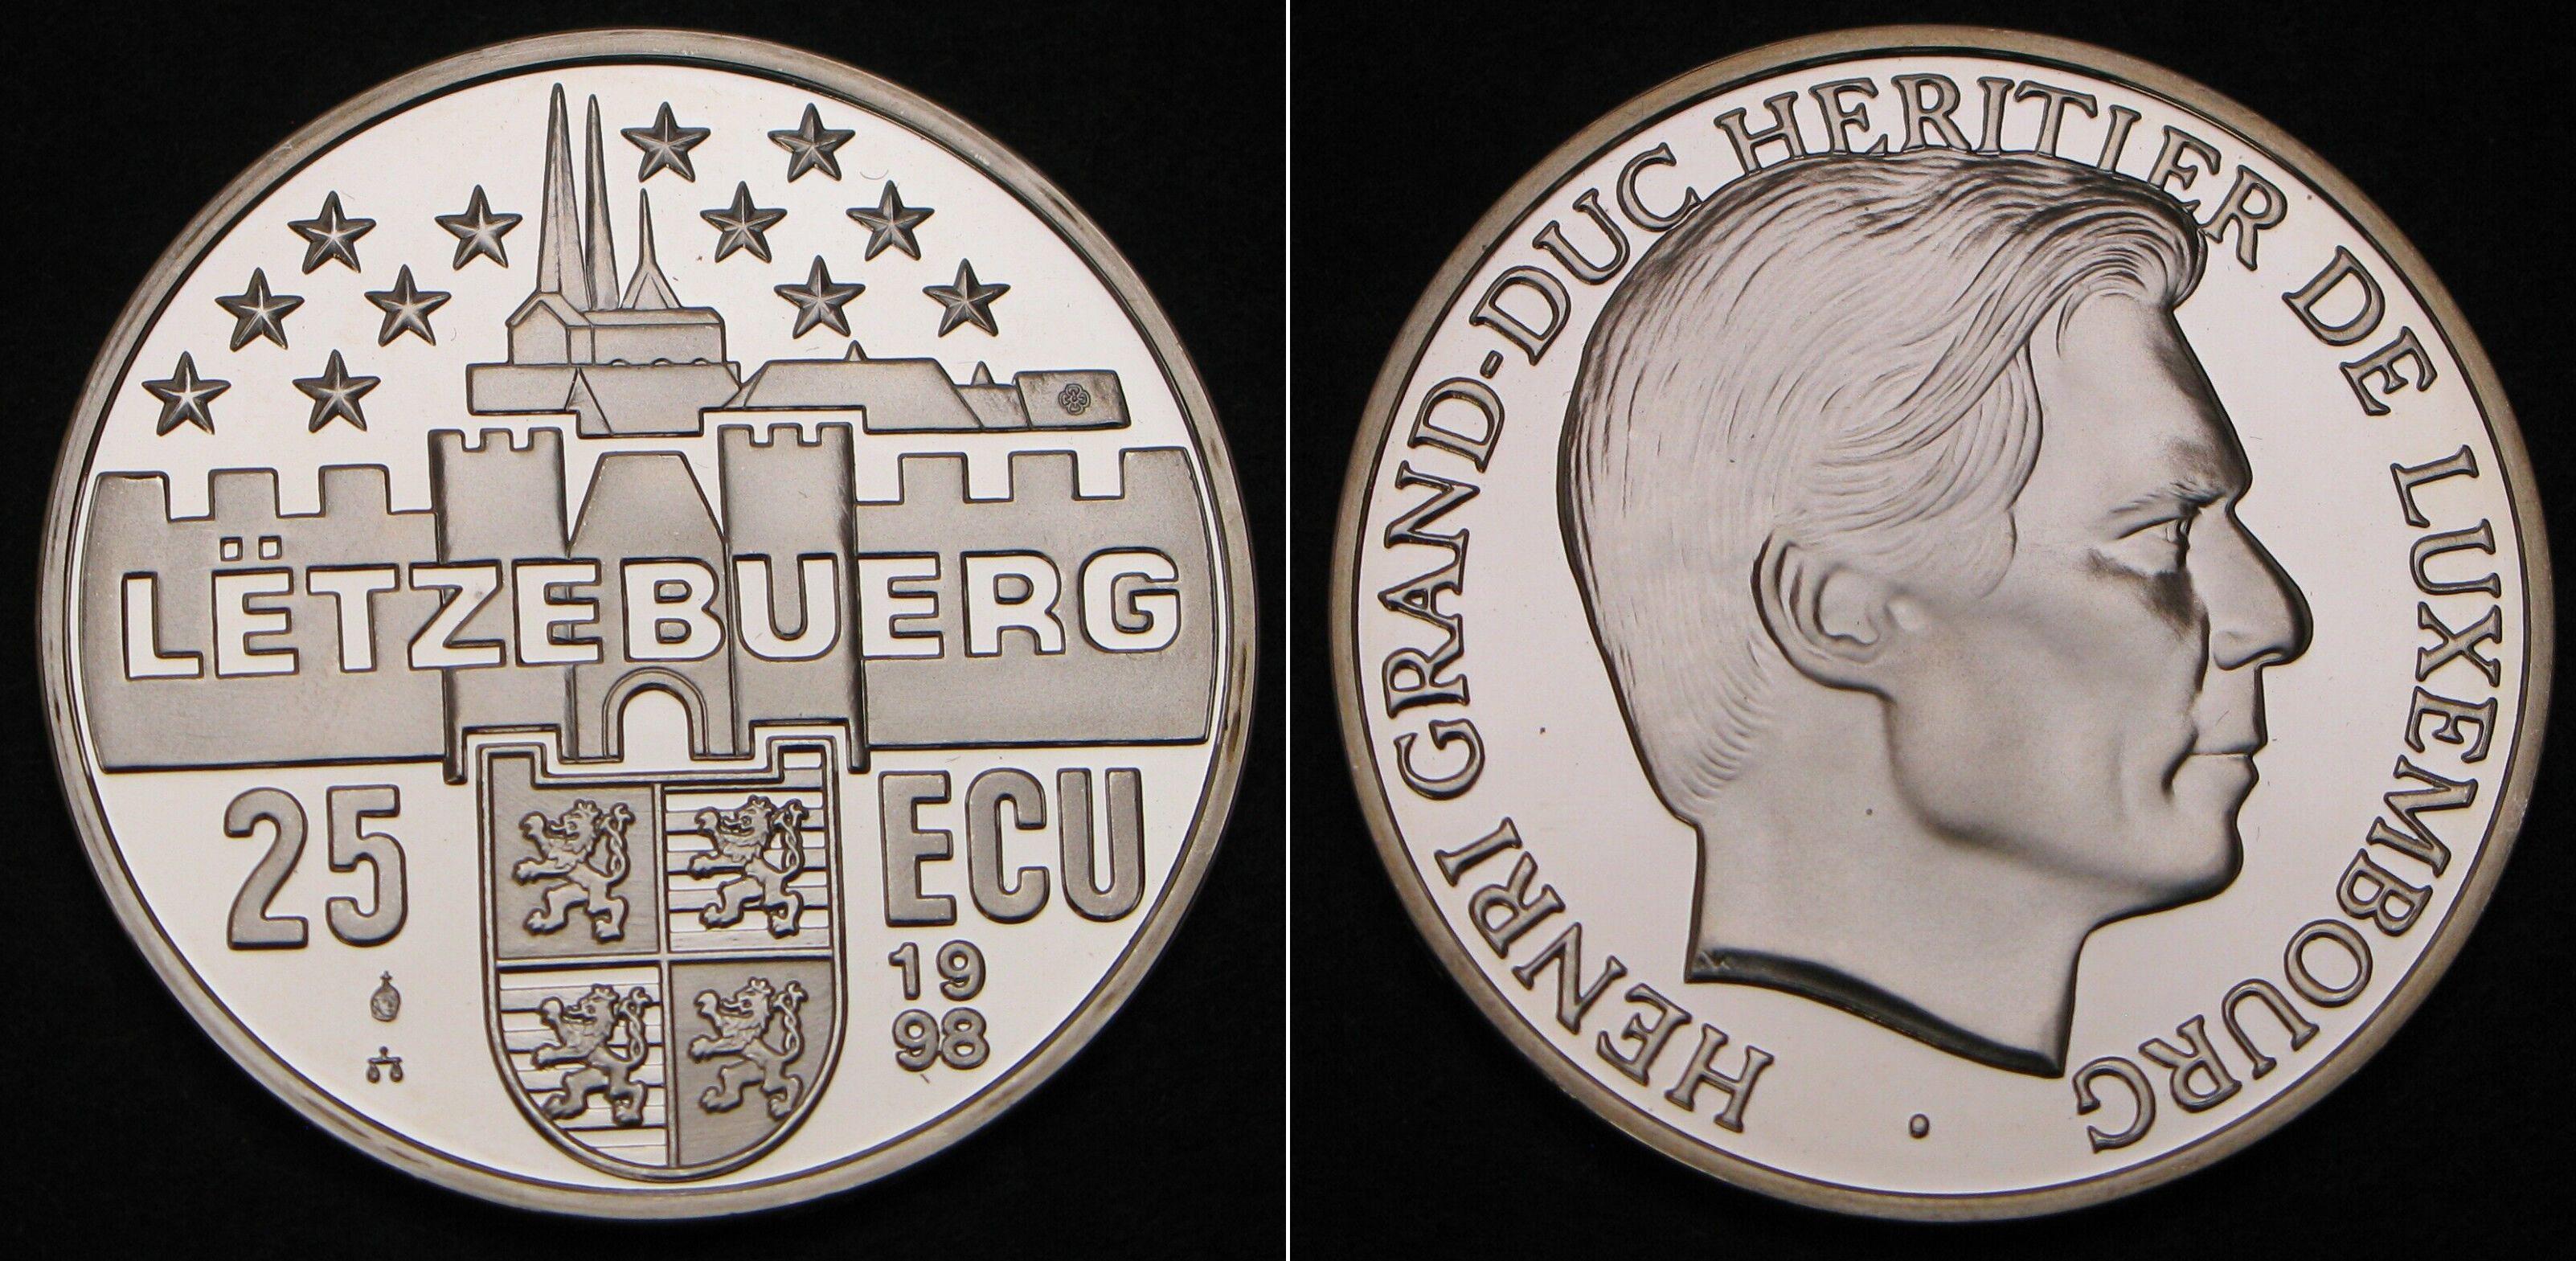 LËTZEBUERG
25 ECU
19
98
HENRI GRAND-DUC HERITIER DE LUXEMBOURG